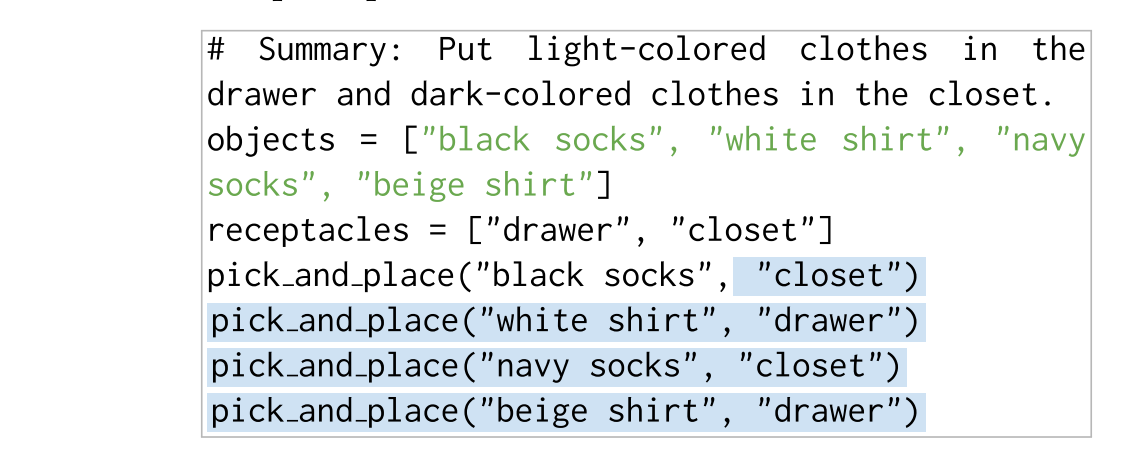 # Summary: Put light-colored clothes in the
drawer and dark-colored clothes in the closet.
objects = ["black socks", "white shirt", "navy
socks", "beige shirt"]
receptacles = ["drawer", "closet"]
pick_and_place("black socks", "closet")
pick_and_place("white shirt", "drawer")
pick_and_place("navy socks", "closet")
pick_and_place("beige shirt", "drawer")